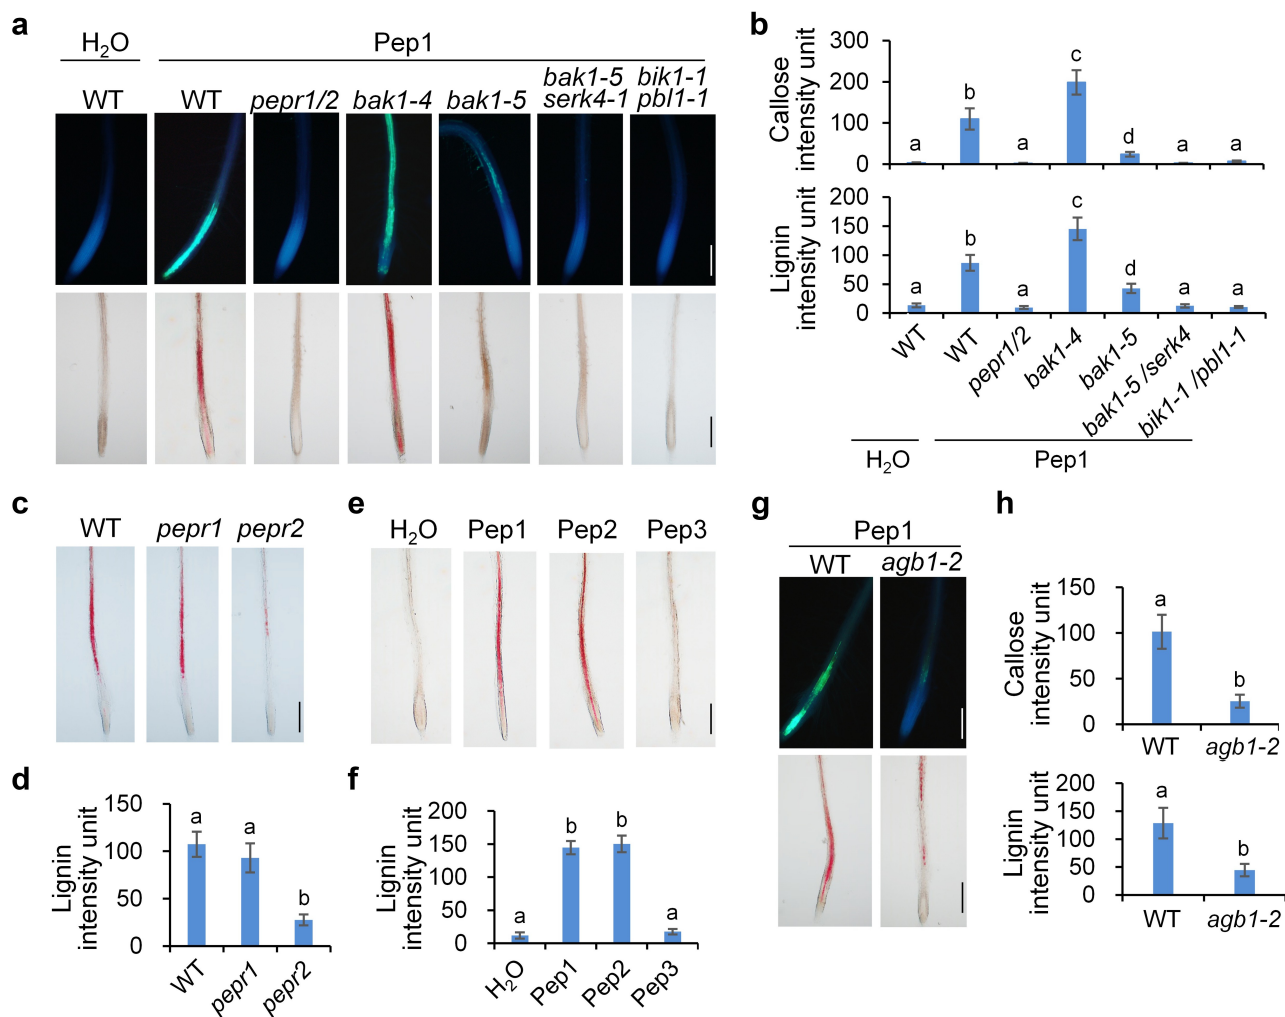 a
H₂O
Pep1
WT
WT
pepr1/2
bak1-4
bak1-5
bak1-5
serk4-1
bik1-1
pbl1-1
b
Callose
intensity unit
300
200
100
0
a
b
a
c
d
a
a
Lignin
intensity unit
200
150
100
50
0
a
b
a
c
d
a
a
WT
WT
pepr1/2
bak1-4
bak1-5
bak1-5 /serk4
bik1-1 /pbl1-1
H₂O
Pep1
c
WT
pepr1
pepr2
d
Lignin
intensity unit
150
100
50
0
a
a
b
WT
pepr1
pepr2
e
H₂O
Pep1
Pep2
Pep3
f
Lignin
intensity unit
200
150
100
50
0
a
b
b
a
H₂O
Pep1
Pep2
Pep3
g
Pep1
WT
agb1-2
h
Callose
intensity unit
150
100
50
0
a
b
WT
agb1-2
Lignin
intensity unit
200
150
100
50
0
a
b
WT
agb1-2